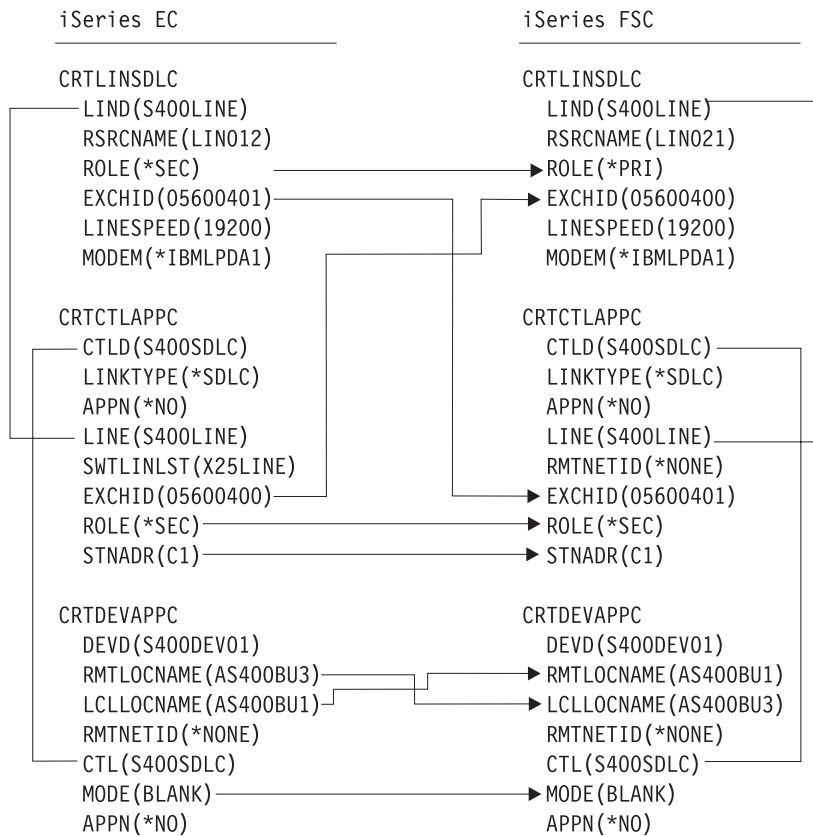 iSeries EC
CRTLINSDLC
LIND(S400LINE)
RSRCNAME(LIN012)
ROLE(*SEC)
EXCHID(05600401)
LINESPEED(19200)
MODEM(*IBMLPDA1)
CRTCTLAPPC
CTLD(S400SDLC)
LINKTYPE(*SDLC)
APPN(*NO)
LINE(S400LINE)
SWTLINLST(X25LINE)
EXCHID(05600400)
ROLE(*SEC)
STNADR(C1)
CRTDEVAPPC
DEVD(S400DEV01)
RMTLOCNAME(AS400BU3)
LCLLOCNAME(AS400BU1)
RMTNETID(*NONE)
CTL(S400SDLC)
MODE(BLANK)
APPN(*NO)
iSeries FSC
CRTLINSDLC
LIND(S400LINE)
RSRCNAME(LIN021)
ROLE(*PRI)
EXCHID(05600400)
LINESPEED(19200)
MODEM(*IBMLPDA1)
CRTCTLAPPC
CTLD(S400SDLC)
LINKTYPE(*SDLC)
APPN(*NO)
LINE(S400LINE)
RMTNETID(*NONE)
EXCHID(05600401)
ROLE(*SEC)
STNADR(C1)
CRTDEVAPPC
DEVD(S400DEV01)
RMTLOCNAME(AS400BU1)
LCLLOCNAME(AS400BU3)
RMTNETID(*NONE)
CTL(S400SDLC)
MODE(BLANK)
APPN(*NO)